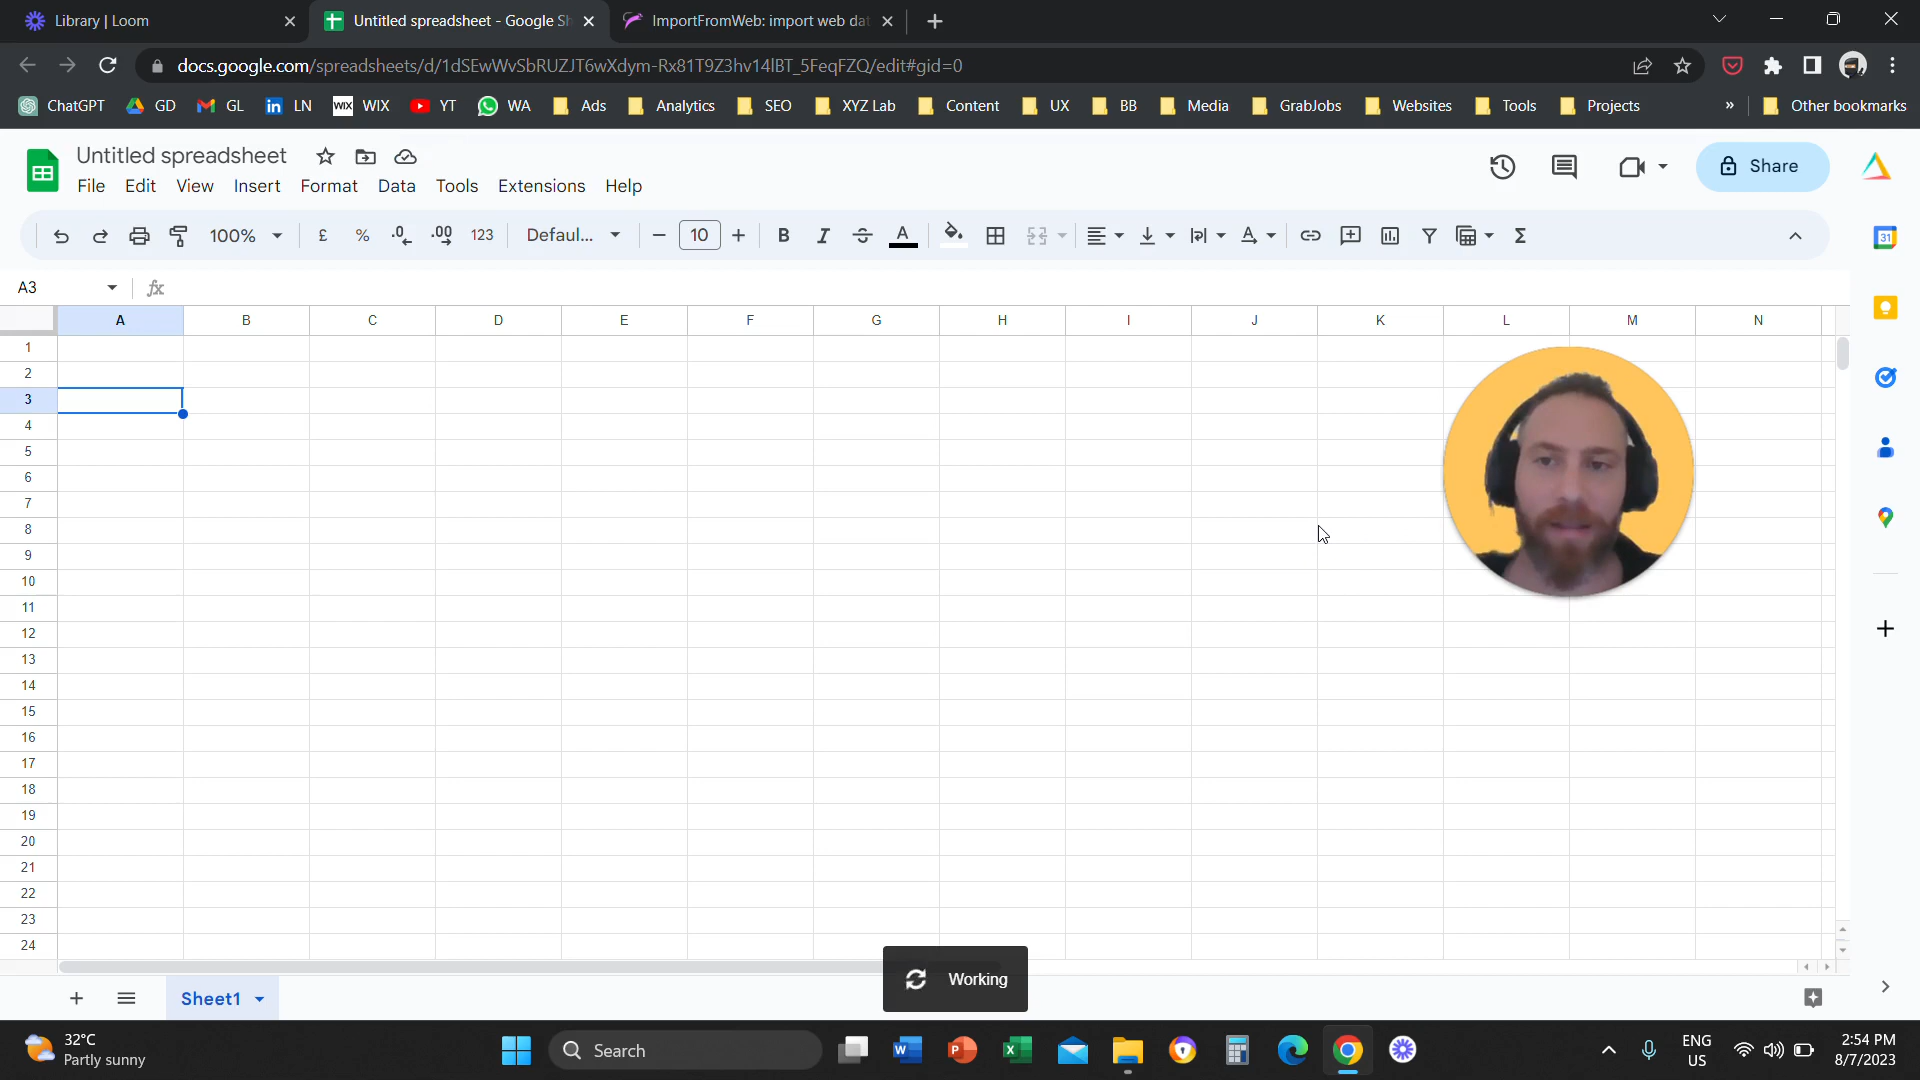 Library | Loom
Untitled spreadsheet - Google Sh
ImportFromWeb: import web dat
docs.google.com/spreadsheets/d/1dSEwWvSbRUZJT6wXdym-Rx81T9Z3hv14lBT_5FeqFZQ/edit#gid=0
ChatGPT GD GL LN WIX WIX YT WA Ads Analytics SEO XYZ Lab Content UX BB Media GrabJobs Websites Tools Projects » Other bookmarks
Untitled spreadsheet
File Edit View Insert Format Data Tools Extensions Help
Share
100% £ % .0 .00 123 Defaul... 10 B I A Σ
31
A3 fx
A B C D E F G H I J K L M N
1
2
3
4
5
6
7
8
9
10
11
12
13
14
15
16
17
18
19
20
21
22
23
24
Working
Sheet1
32°C
Partly sunny
Search
ENG
US
2:54 PM
8/7/2023